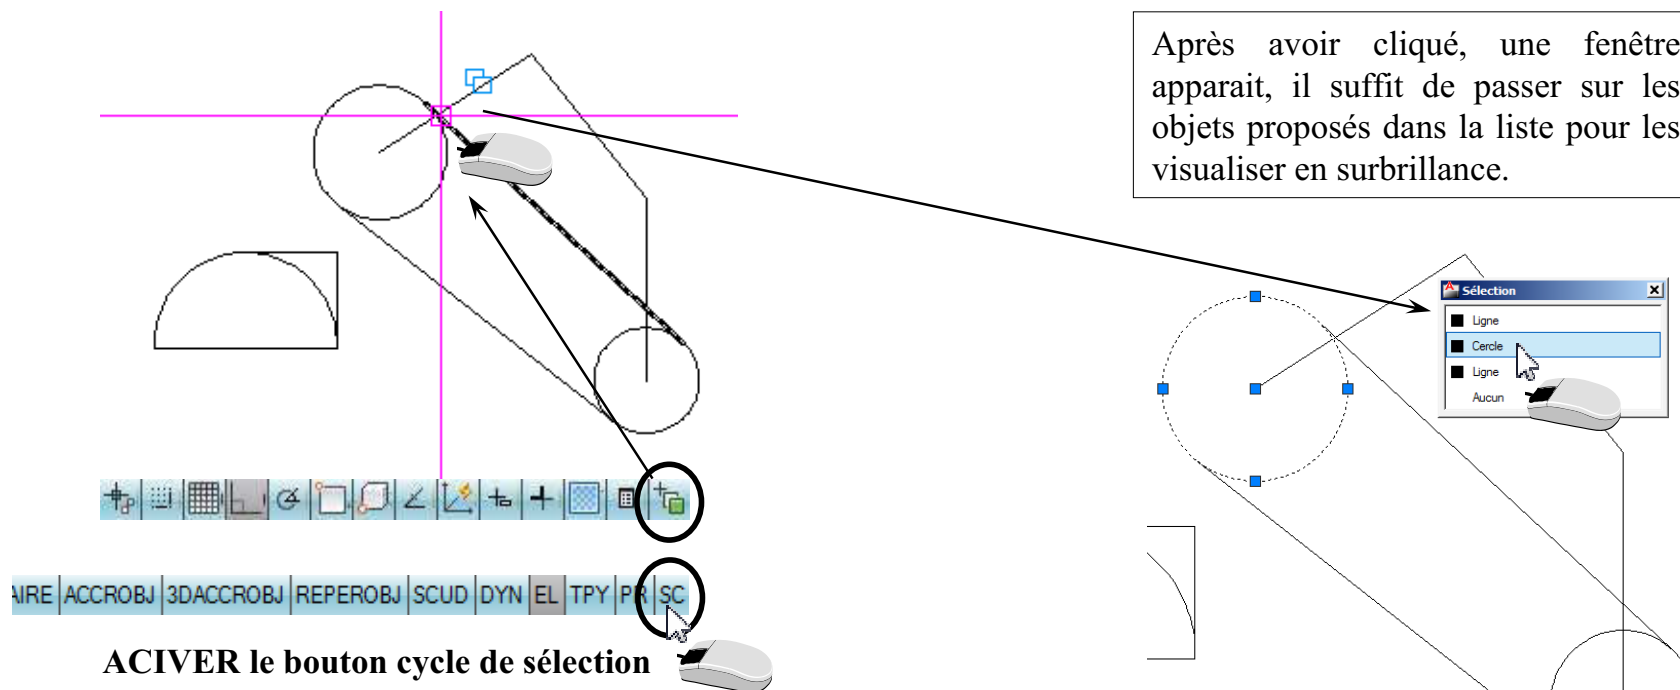 Après avoir cliqué, une fenêtre
apparait, il suffit de passer sur les
objets proposés dans la liste pour les
visualiser en surbrillance.
Sélection
Ligne
Cercle
Ligne
Aucun
AIRE ACCROBJ 3DACCROBJ REPEROBJ SCUD DYN EL TPY PR SC
ACIVER le bouton cycle de sélection